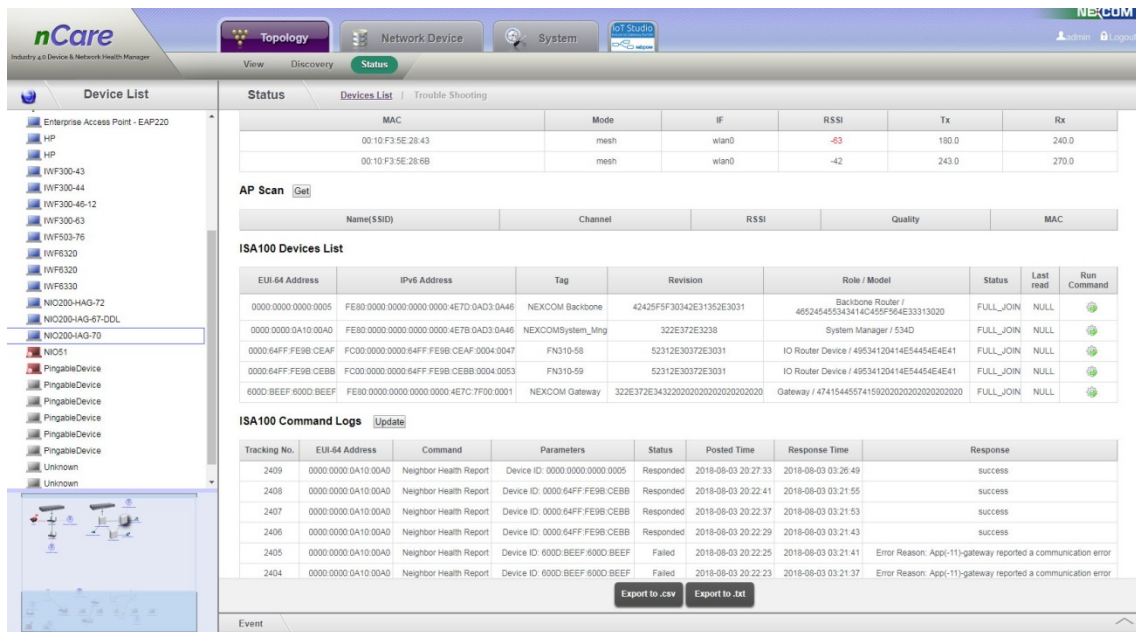 NEXCOM
nCare
Industry 4.0 Device & Network Health Manager
Topology
Network Device
System
IoT Studio
admin
Logout
View Discovery Status
Device List
Enterprise Access Point - EAP220
HP
HP
IWF300-43
IWF300-44
IWF300-46-12
IWF300-63
IWF503-76
IWF6320
IWF6320
IWF6330
NIO200-HAG-72
NIO200-IAG-67-DDL
NIO200-IAG-70
NIO51
PingableDevice
PingableDevice
PingableDevice
PingableDevice
PingableDevice
PingableDevice
Unknown
Unknown
Status Devices List | Trouble Shooting
MAC Mode IF RSSI Tx Rx
00:10:F3:5E:28:43 mesh wlan0 -63 180.0 240.0
00:10:F3:5E:28:6B mesh wlan0 -42 243.0 270.0
AP Scan Get
Name(SSID) Channel RSSI Quality MAC
ISA100 Devices List
EUI-64 Address IPv6 Address Tag Revision Role / Model Status Last read Run Command
0000:0000:0000:0005 FE80:0000:0000:0000:0000:4E7D:0AD3:0A46 NEXCOM Backbone 42425F5F30342E31352E3031 Backbone Router / 465245455343414C455F564E33313020 FULL_JOIN NULL
0000:0000:0A10:00A0 FE80:0000:0000:0000:0000:4E7B:0AD3:0A46 NEXCOMSystem_Mng 322E372E3238 System Manager / 534D FULL_JOIN NULL
0000:64FF:FE9B:CEAF FC00:0000:0000:64FF:FE9B:CEAF:0004:0047 FN310-58 52312E30372E3031 IO Router Device / 49534120414E54454E4E41 FULL_JOIN NULL
0000:64FF:FE9B:CEBB FC00:0000:0000:64FF:FE9B:CEBB:0004:0053 FN310-59 52312E30372E3031 IO Router Device / 49534120414E54454E4E41 FULL_JOIN NULL
600D:BEEF:600D:BEEF FE80:0000:0000:0000:0000:4E7C:7F00:0001 NEXCOM Gateway 322E372E3432202020202020202020 Gateway / 47415445574159202020202020202020 FULL_JOIN NULL
ISA100 Command Logs Update
Tracking No. EUI-64 Address Command Parameters Status Posted Time Response Time Response
2409 0000:0000:0A10:00A0 Neighbor Health Report Device ID: 0000:0000:0000:0005 Responded 2018-08-03 20:27:33 2018-08-03 03:26:49 success
2408 0000:0000:0A10:00A0 Neighbor Health Report Device ID: 0000:64FF:FE9B:CEBB Responded 2018-08-03 20:22:41 2018-08-03 03:21:55 success
2407 0000:0000:0A10:00A0 Neighbor Health Report Device ID: 0000:64FF:FE9B:CEBB Responded 2018-08-03 20:22:37 2018-08-03 03:21:53 success
2406 0000:0000:0A10:00A0 Neighbor Health Report Device ID: 0000:64FF:FE9B:CEBB Responded 2018-08-03 20:22:29 2018-08-03 03:21:43 success
2405 0000:0000:0A10:00A0 Neighbor Health Report Device ID: 600D:BEEF:600D:BEEF Failed 2018-08-03 20:22:25 2018-08-03 03:21:41 Error Reason: App(-11)-gateway reported a communication error
2404 0000:0000:0A10:00A0 Neighbor Health Report Device ID: 600D:BEEF:600D:BEEF Failed 2018-08-03 20:22:23 2018-08-03 03:21:37 Error Reason: App(-11)-gateway reported a communication error
Export to .csv Export to .txt
Event